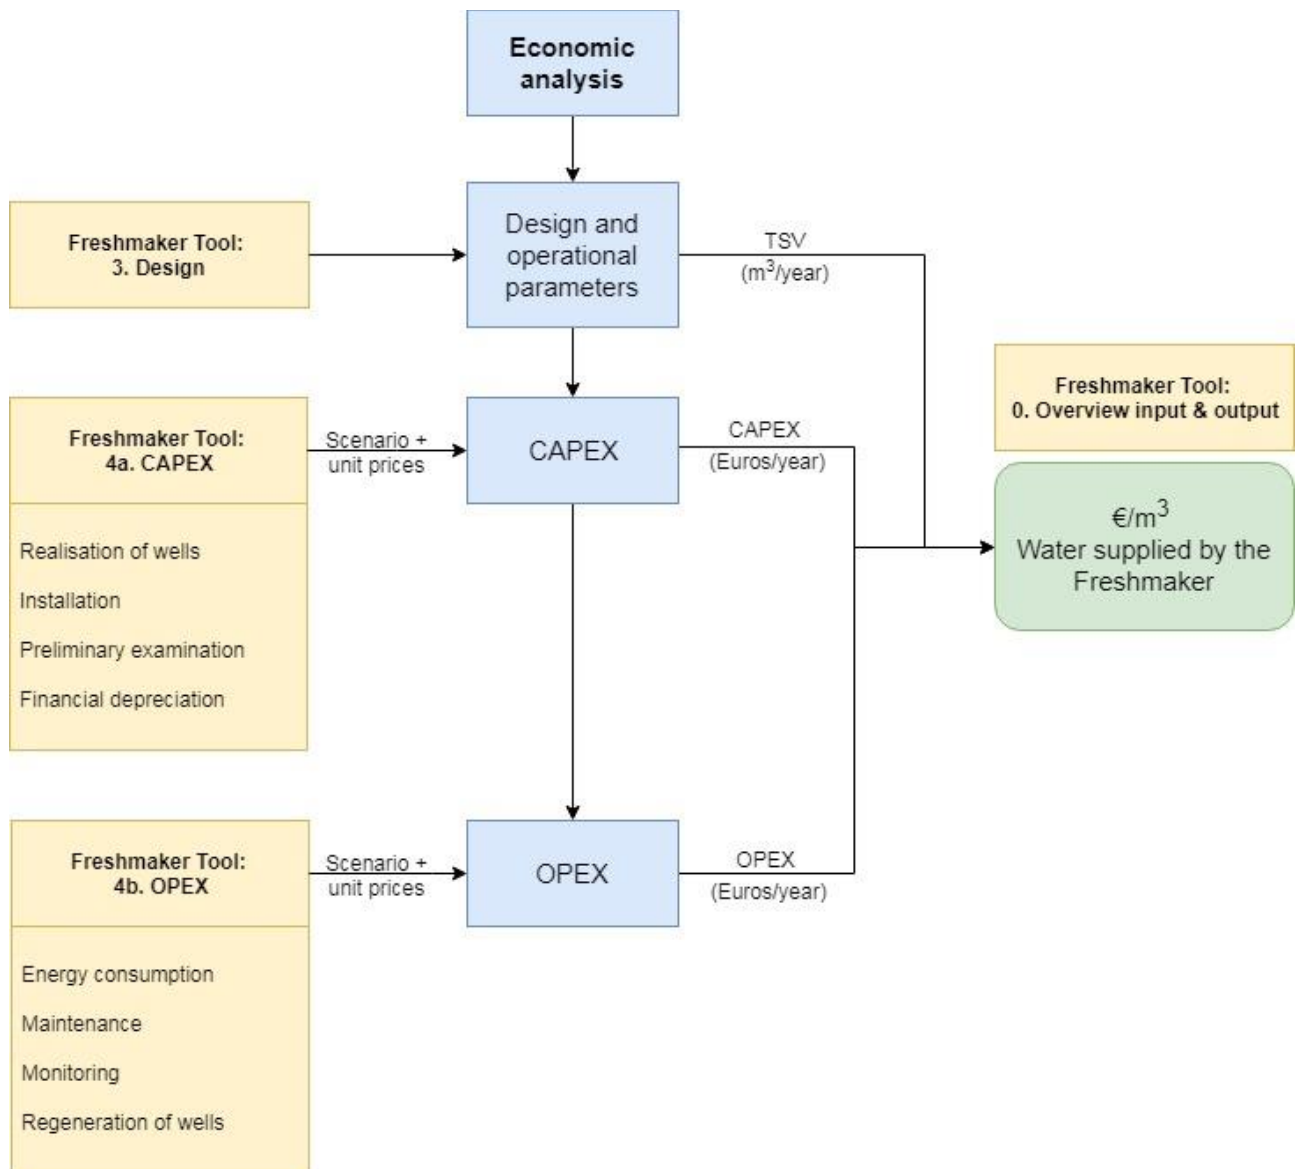 Economic
analysis
Freshmaker Tool:
3. Design
Design and
operational
parameters
TSV
(m³/year)
Freshmaker Tool:
0. Overview input & output
Freshmaker Tool:
4a. CAPEX
Scenario +
unit prices
CAPEX
CAPEX
(Euros/year)
€/m³
Water supplied by the
Freshmaker
Realisation of wells
Installation
Preliminary examination
Financial depreciation
Freshmaker Tool:
4b. OPEX
Scenario +
unit prices
OPEX
OPEX
(Euros/year)
Energy consumption
Maintenance
Monitoring
Regeneration of wells